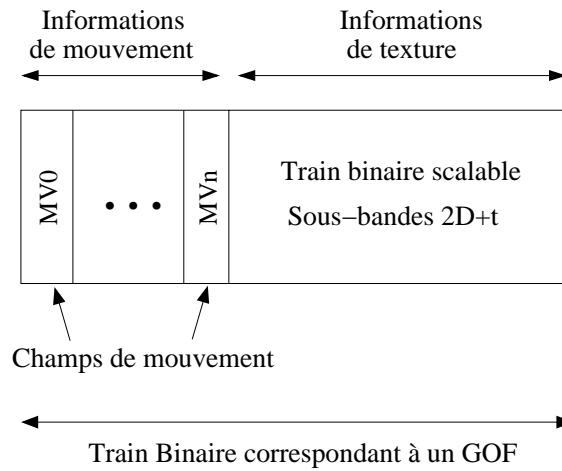 Informations
de mouvement
Informations
de texture
MV0
MVn
Train binaire scalable
Sous−bandes 2D+t
Champs de mouvement
Train Binaire correspondant à un GOF